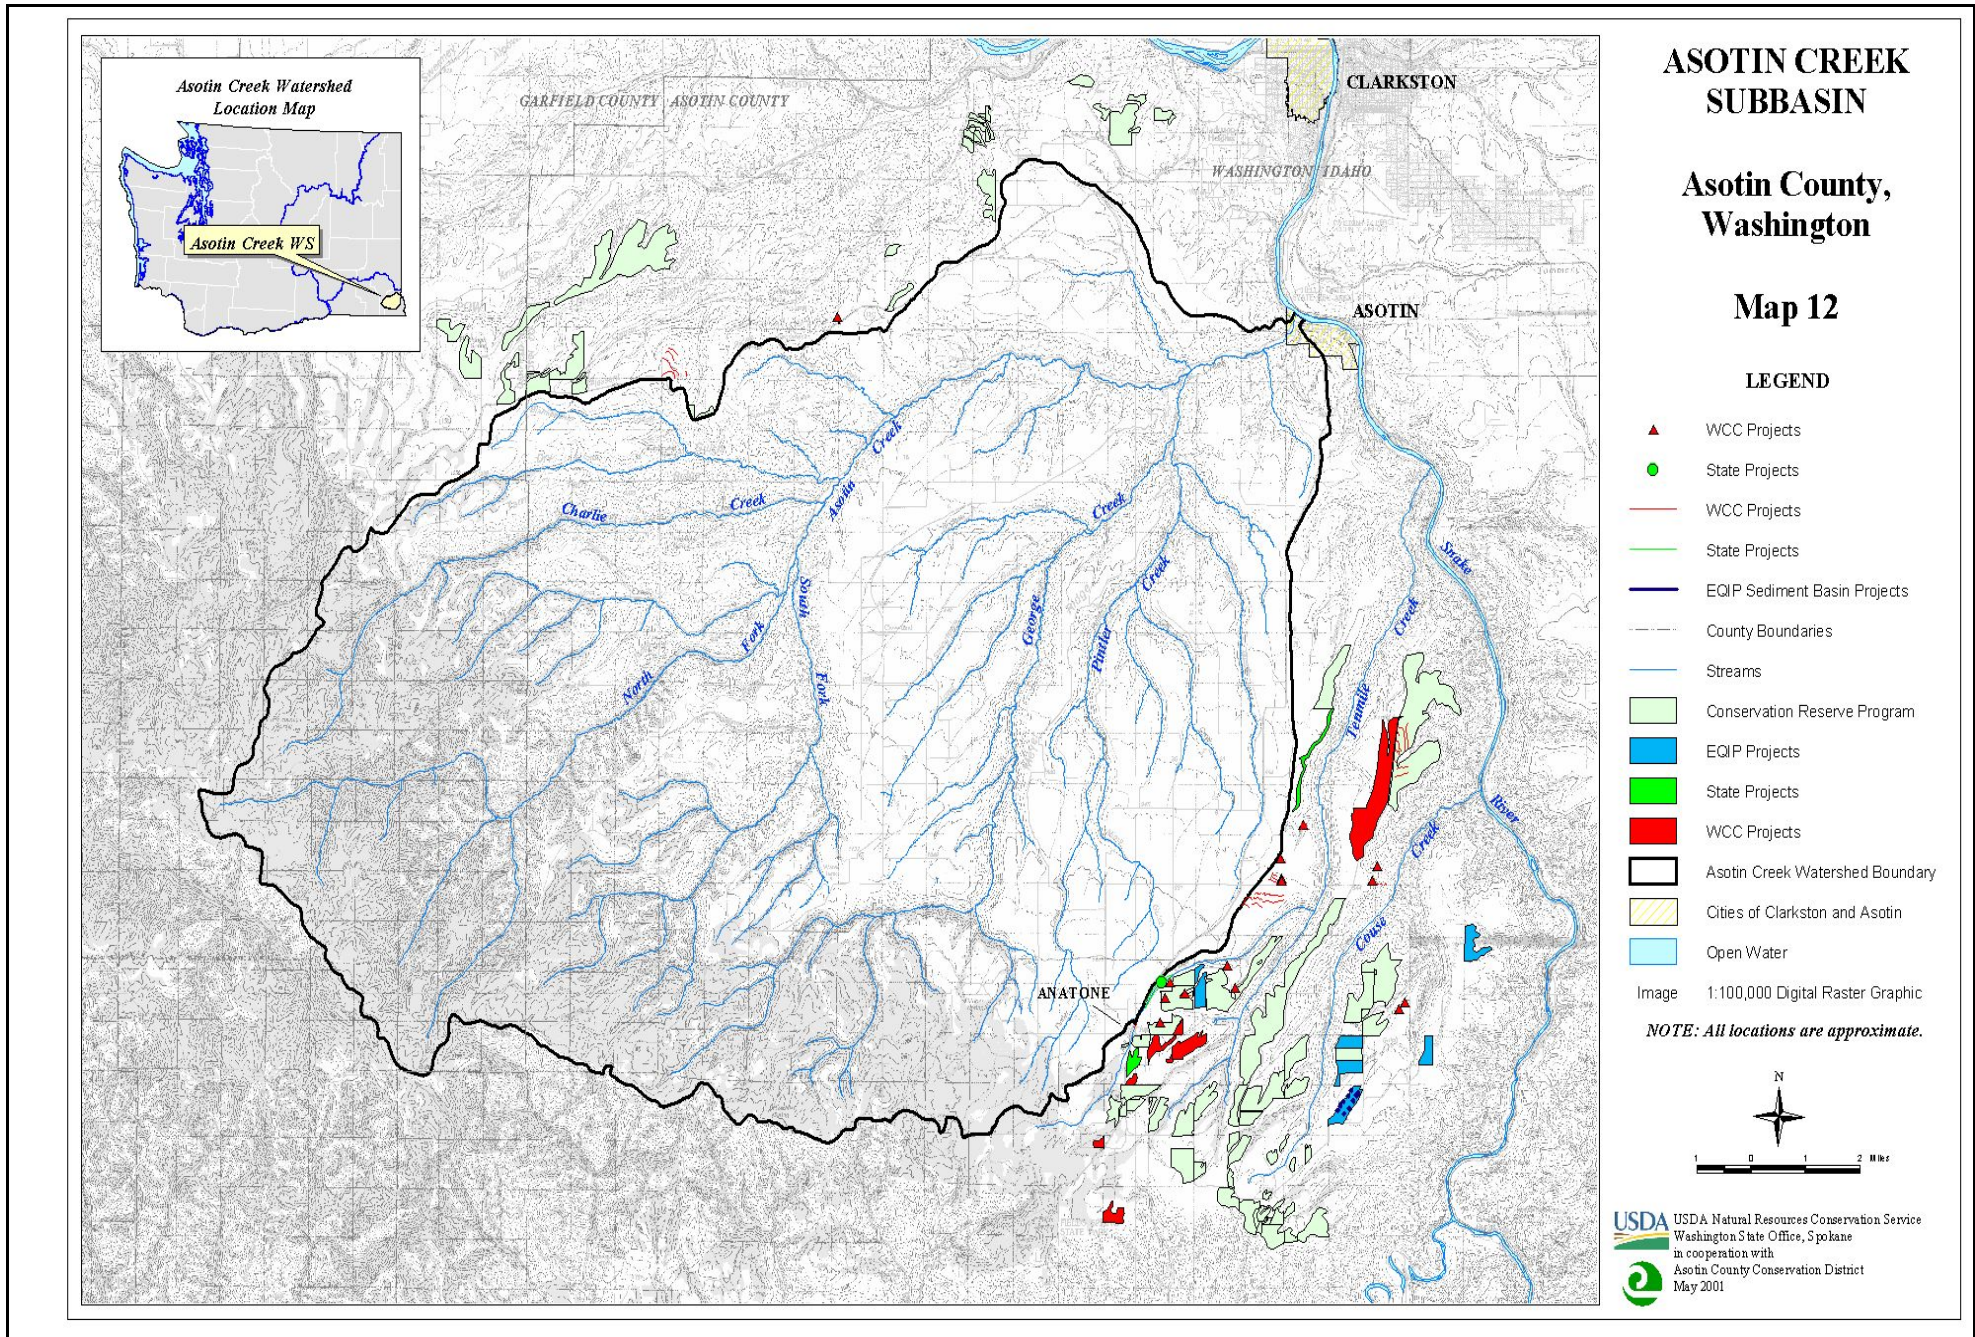 Asotin Creek Watershed
Location Map
Asotin Creek WS
GARFIELD COUNTY
ASOTIN COUNTY
CLARKSTON
WASHINGTON
IDAHO
ASOTIN
Creek
Asotin
Charlie
Creek
Creek
Creek
South
Fork
North
Fork
George
Pintler
Creek
Tenmile
Snake
River
Creek
Couse
ANATONE
ASOTIN CREEK
SUBBASIN
Asotin County,
Washington
Map 12
LEGEND
WCC Projects
State Projects
WCC Projects
State Projects
EQIP Sediment Basin Projects
County Boundaries
Streams
Conservation Reserve Program
EQIP Projects
State Projects
WCC Projects
Asotin Creek Watershed Boundary
Cities of Clarkston and Asotin
Open Water
Image 1:100,000 Digital Raster Graphic
NOTE: All locations are approximate.
N
1 0 1 2 Miles
USDA
USDA Natural Resources Conservation Service
Washington State Office, Spokane
in cooperation with
Asotin County Conservation District
May 2001